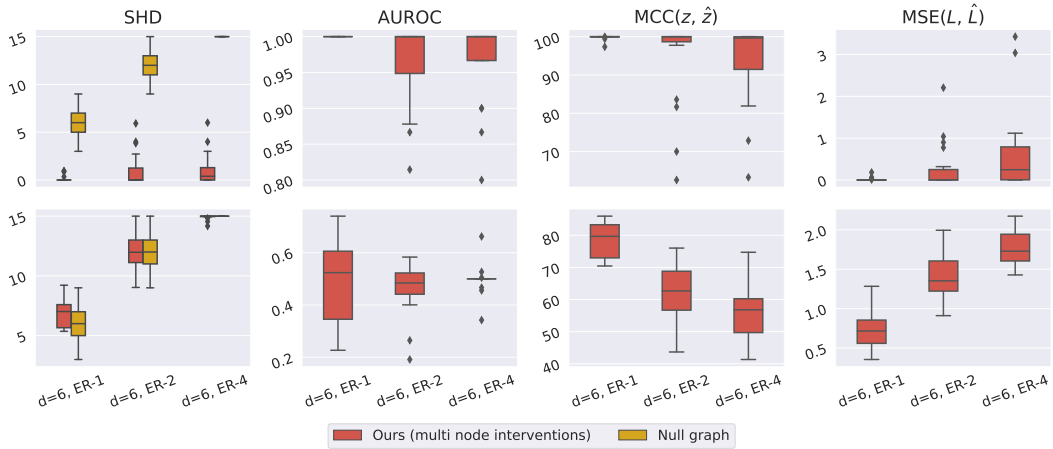 SHD
AUROC
MCC(z, ẑ)
MSE(L, L̂)
15
10
5
0
1.00
0.95
0.90
0.85
0.80
100
90
80
70
3
2
1
0
15
10
5
0.6
0.4
0.2
80
70
60
50
40
2.0
1.5
1.0
0.5
d=6, ER-1
d=6, ER-2
d=6, ER-4
d=6, ER-1
d=6, ER-2
d=6, ER-4
d=6, ER-1
d=6, ER-2
d=6, ER-4
d=6, ER-1
d=6, ER-2
d=6, ER-4
Ours (multi node interventions)
Null graph